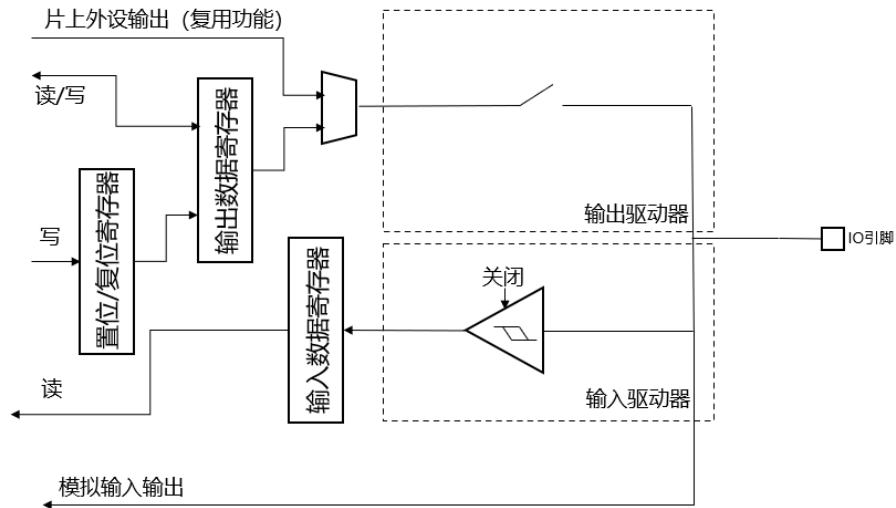 片上外设输出（复用功能）
读/写
输出数据寄存器
置位/复位寄存器
写
输出驱动器
IO引脚
输入数据寄存器
关闭
读
输入驱动器
模拟输入输出